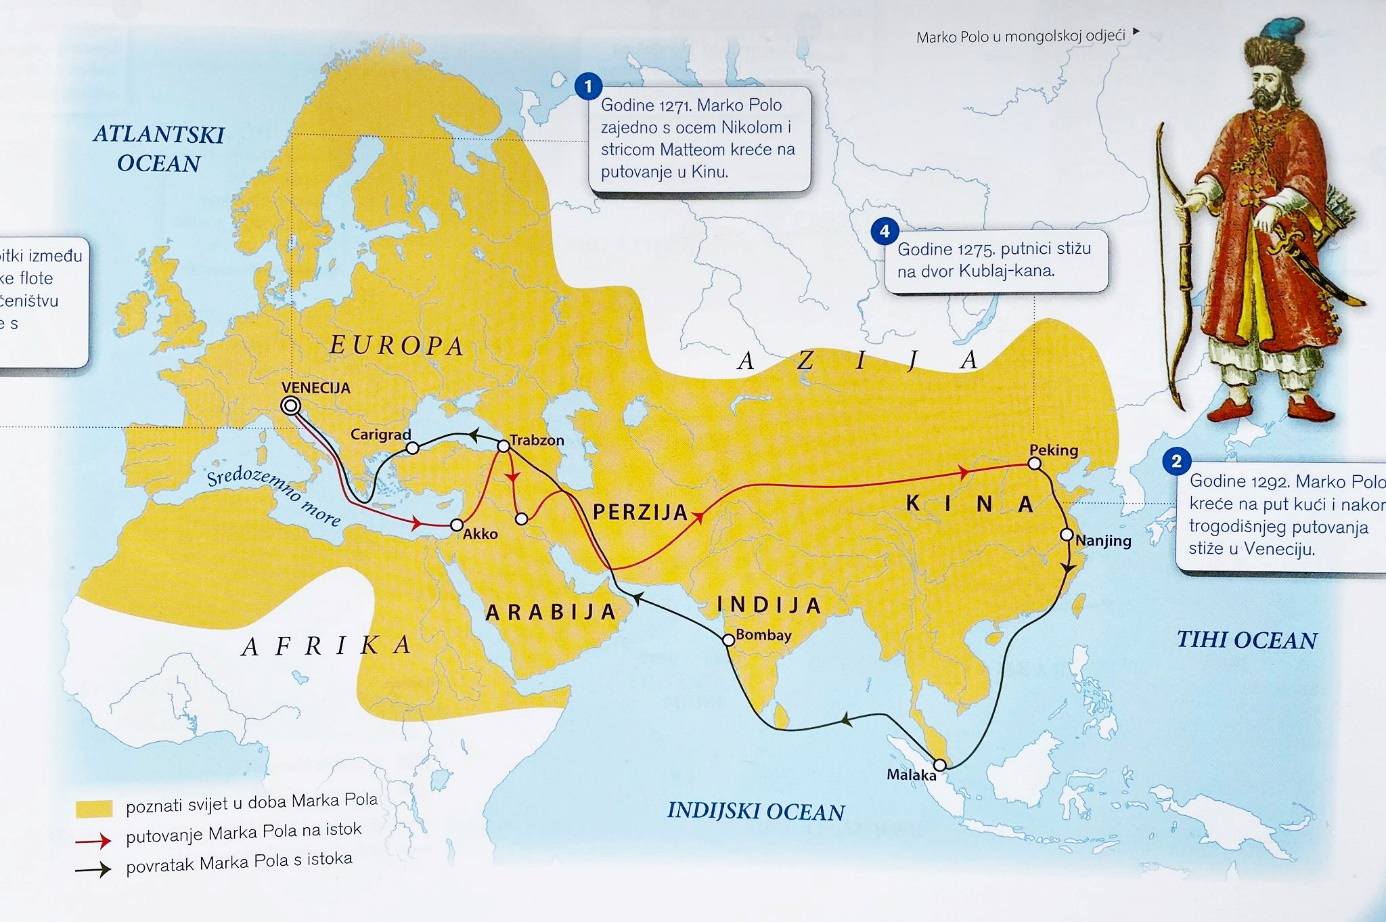 Marko Polo u mongolskoj odjeći
1
Godine 1271. Marko Polo
zajedno s ocem Nikolom i
stricom Matteom kreće na
putovanje u Kinu.
ATLANTSKI
OCEAN
4
Godine 1275. putnici stižu
na dvor Kublaj-kana.
između
flote
s
EUROPA
AZIJA
VENECIJA
Carigrad
Trabzon
Peking
2
Godine 1292. Marko Polo
kreće na put kući i nakon
trogodišnjeg putovanja
stiže u Veneciju.
Sredozemno more
PERZIJA
KINA
Akko
Nanjing
ARABIJA
INDIJA
Bombay
AFRIKA
TIHI OCEAN
Malaka
INDIJSKI OCEAN
poznati svijet u doba Marka Pola
putovanje Marka Pola na istok
povratak Marka Pola s istoka